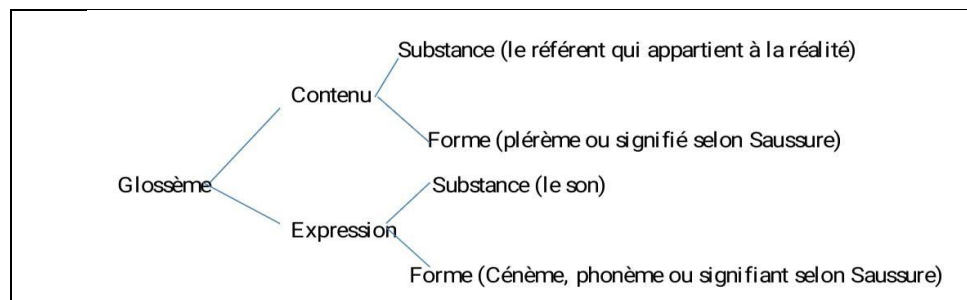 Substance (le référent qui appartient à la réalité)
Contenu
Forme (plérème ou signifié selon Saussure)
Glossème
Substance (le son)
Expression
Forme (Cénème, phonème ou signifiant selon Saussure)